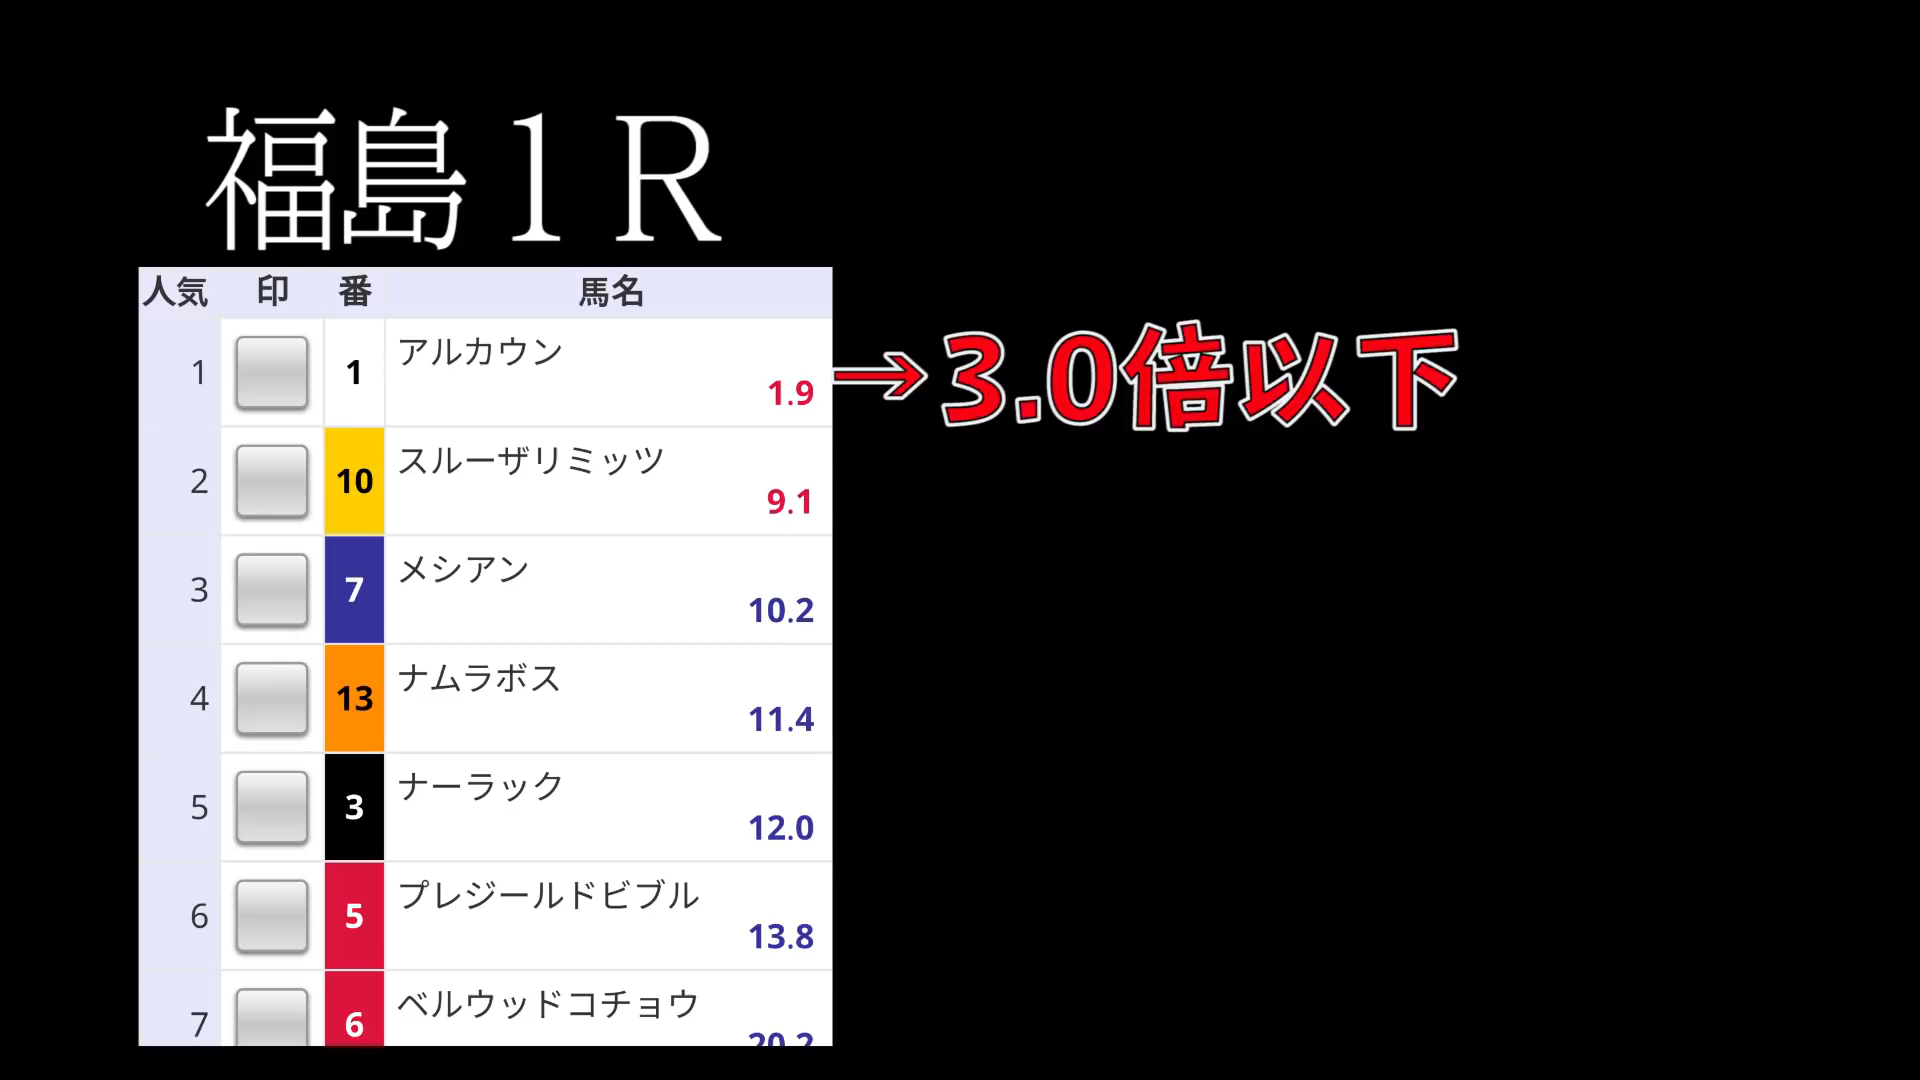 福島１Ｒ
人気 印 番 馬名
1 1 アルカウン 1.9
→3.0倍以下
2 10 スルーザリミッツ 9.1
3 7 メシアン 10.2
4 13 ナムラボス 11.4
5 3 ナーラック 12.0
6 5 プレジールドビブル 13.8
7 6 ベルウッドコチョウ 20.2